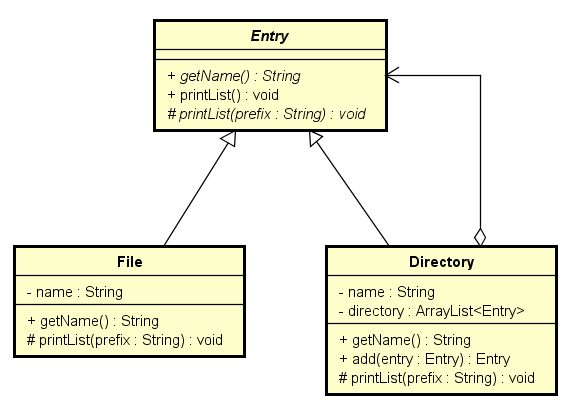 Entry
+ getName() : String
+ printList() : void
# printList(prefix : String) : void
File
- name : String
+ getName() : String
# printList(prefix : String) : void
Directory
- name : String
- directory : ArrayList<Entry>
+ getName() : String
+ add(entry : Entry) : Entry
# printList(prefix : String) : void